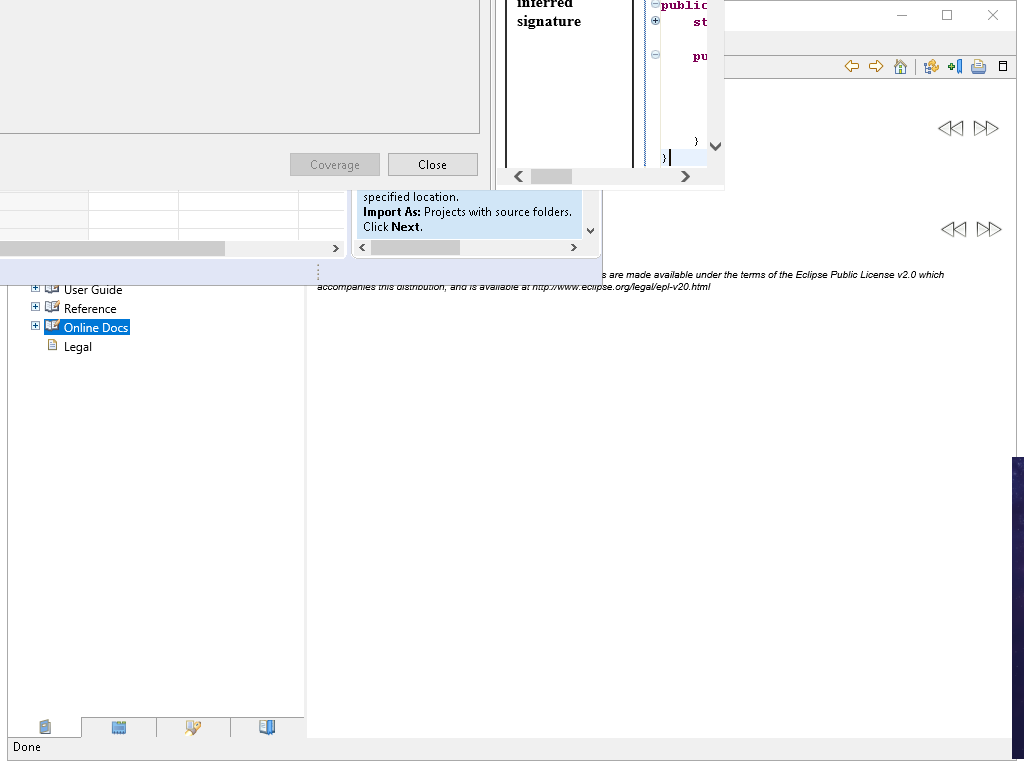 inferred
signature
public
st
pu
}
}
Coverage
Close
specified location.
Import As: Projects with source folders.
Click Next.
s are made available under the terms of the Eclipse Public License v2.0 which
accompanies this distribution, and is available at http://www.eclipse.org/legal/epl-v20.html
User Guide
Reference
Online Docs
Legal
Done